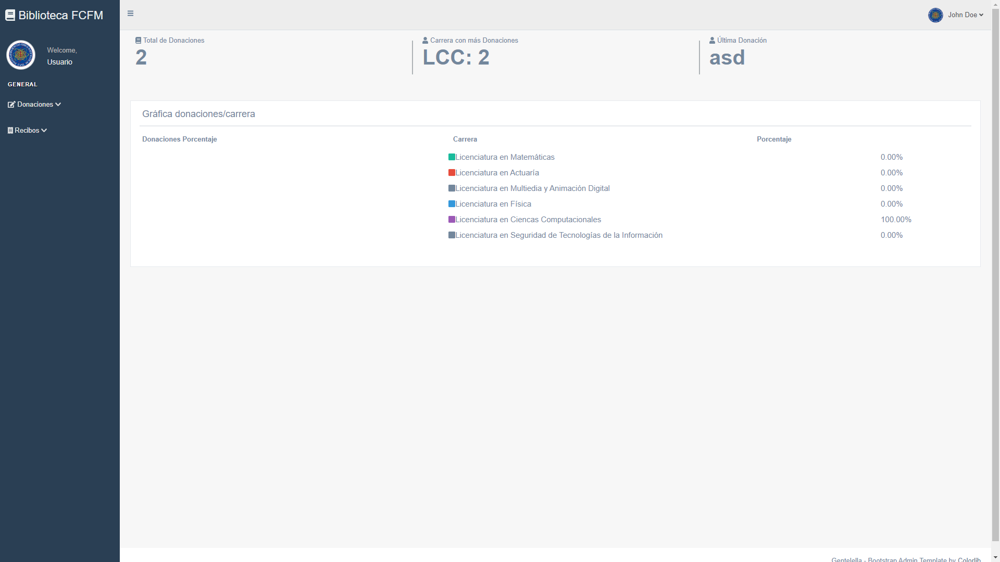 Biblioteca FCFM
John Doe
Welcome,
Usuario
GENERAL
Donaciones
Recibos
Total de Donaciones
2
Carrera con más Donaciones
LCC: 2
Última Donación
asd
Gráfica donaciones/carrera
Donaciones Porcentaje Carrera Porcentaje
Licenciatura en Matemáticas 0.00%
Licenciatura en Actuaría 0.00%
Licenciatura en Multiedia y Animación Digital 0.00%
Licenciatura en Física 0.00%
Licenciatura en Ciencas Computacionales 100.00%
Licenciatura en Seguridad de Tecnologías de la Información 0.00%
Gentelella - Bootstrap Admin Template by Colorlib